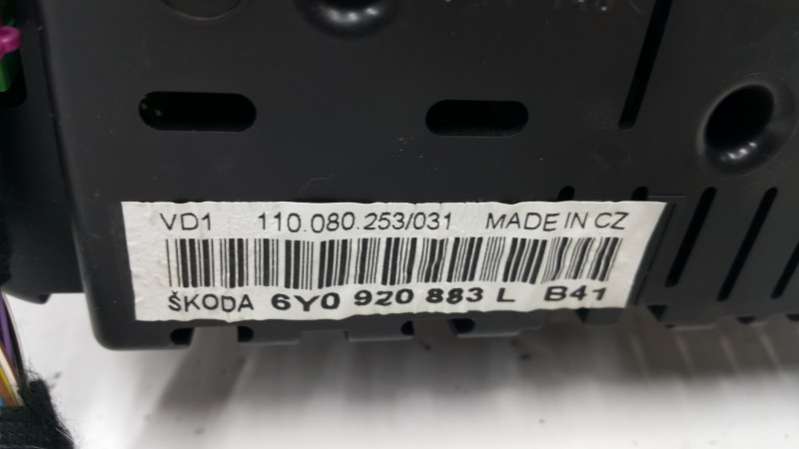 VD1 110.080.253/031 MADE IN CZ
ŠKODA 6Y0 920 883 L B41